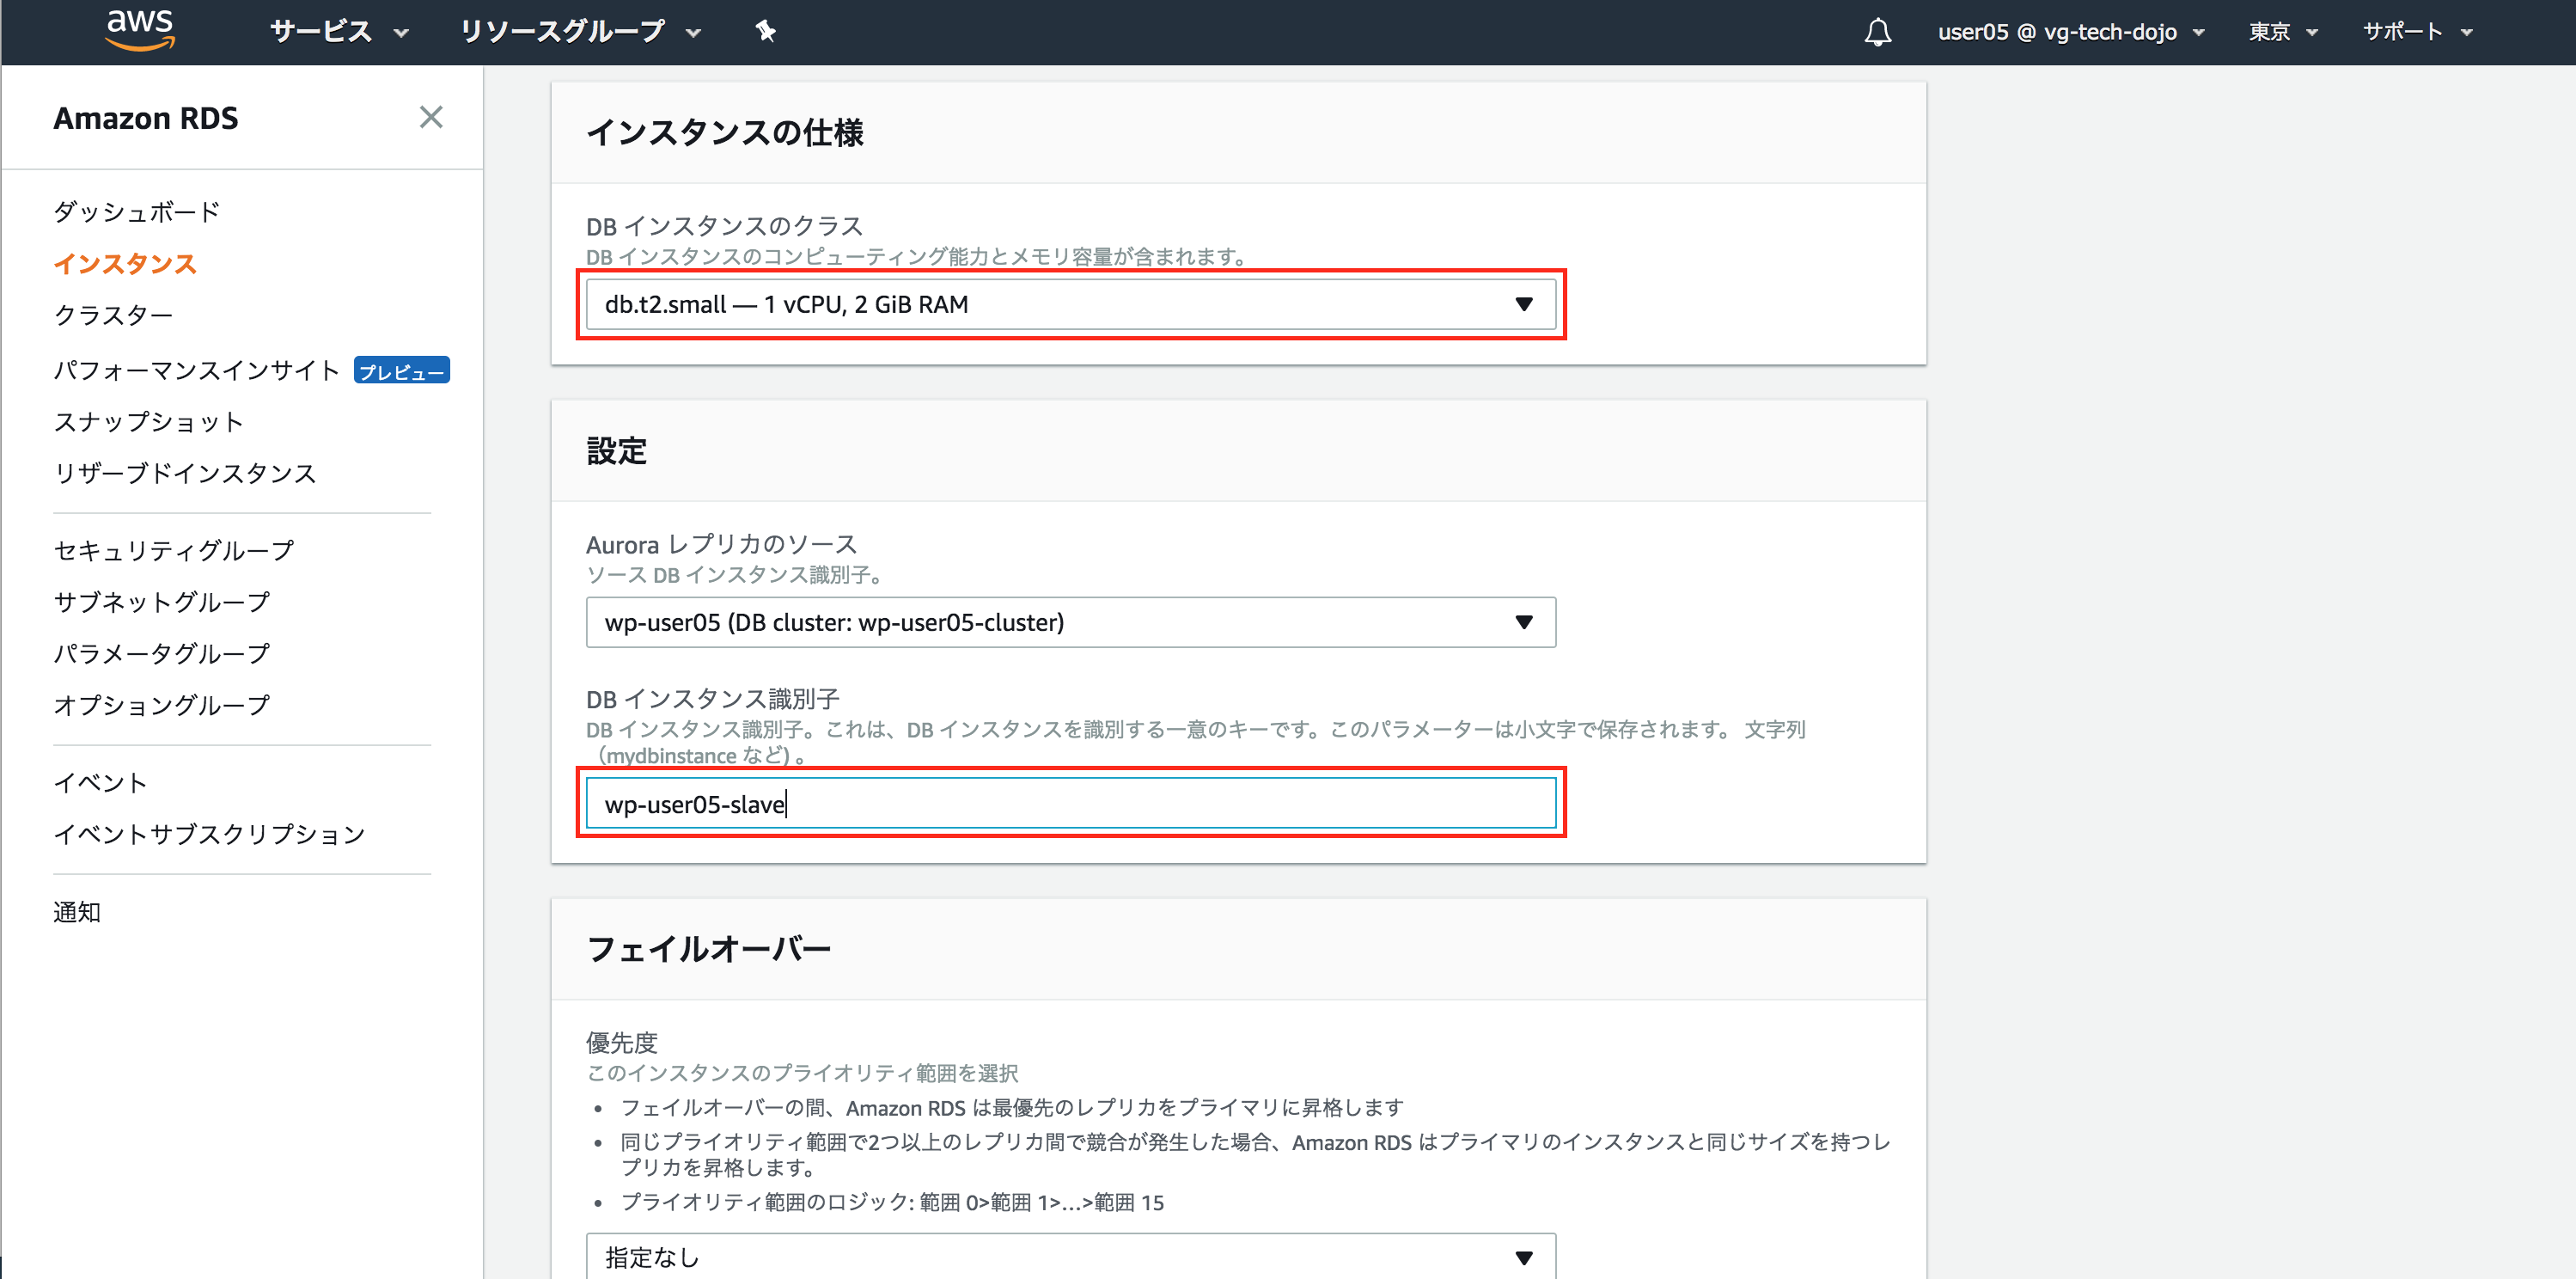 aws サービス リソースグループ user05 @ vg-tech-dojo 東京 サポート
Amazon RDS
ダッシュボード
インスタンス
クラスター
パフォーマンスインサイト プレビュー
スナップショット
リザーブドインスタンス
セキュリティグループ
サブネットグループ
パラメータグループ
オプショングループ
イベント
イベントサブスクリプション
通知
インスタンスの仕様
DB インスタンスのクラス
DB インスタンスのコンピューティング能力とメモリ容量が含まれます。
db.t2.small — 1 vCPU, 2 GiB RAM
設定
Aurora レプリカのソース
ソース DB インスタンス識別子。
wp-user05 (DB cluster: wp-user05-cluster)
DB インスタンス識別子
DB インスタンス識別子。これは、DB インスタンスを識別する一意のキーです。このパラメーターは小文字で保存されます。 文字列
（mydbinstance など) 。
wp-user05-slave
フェイルオーバー
優先度
このインスタンスのプライオリティ範囲を選択
• フェイルオーバーの間、Amazon RDS は最優先のレプリカをプライマリに昇格します
• 同じプライオリティ範囲で2つ以上のレプリカ間で競合が発生した場合、Amazon RDS はプライマリのインスタンスと同じサイズを持つレ
プリカを昇格します。
• プライオリティ範囲のロジック: 範囲 0>範囲 1>...>範囲 15
指定なし